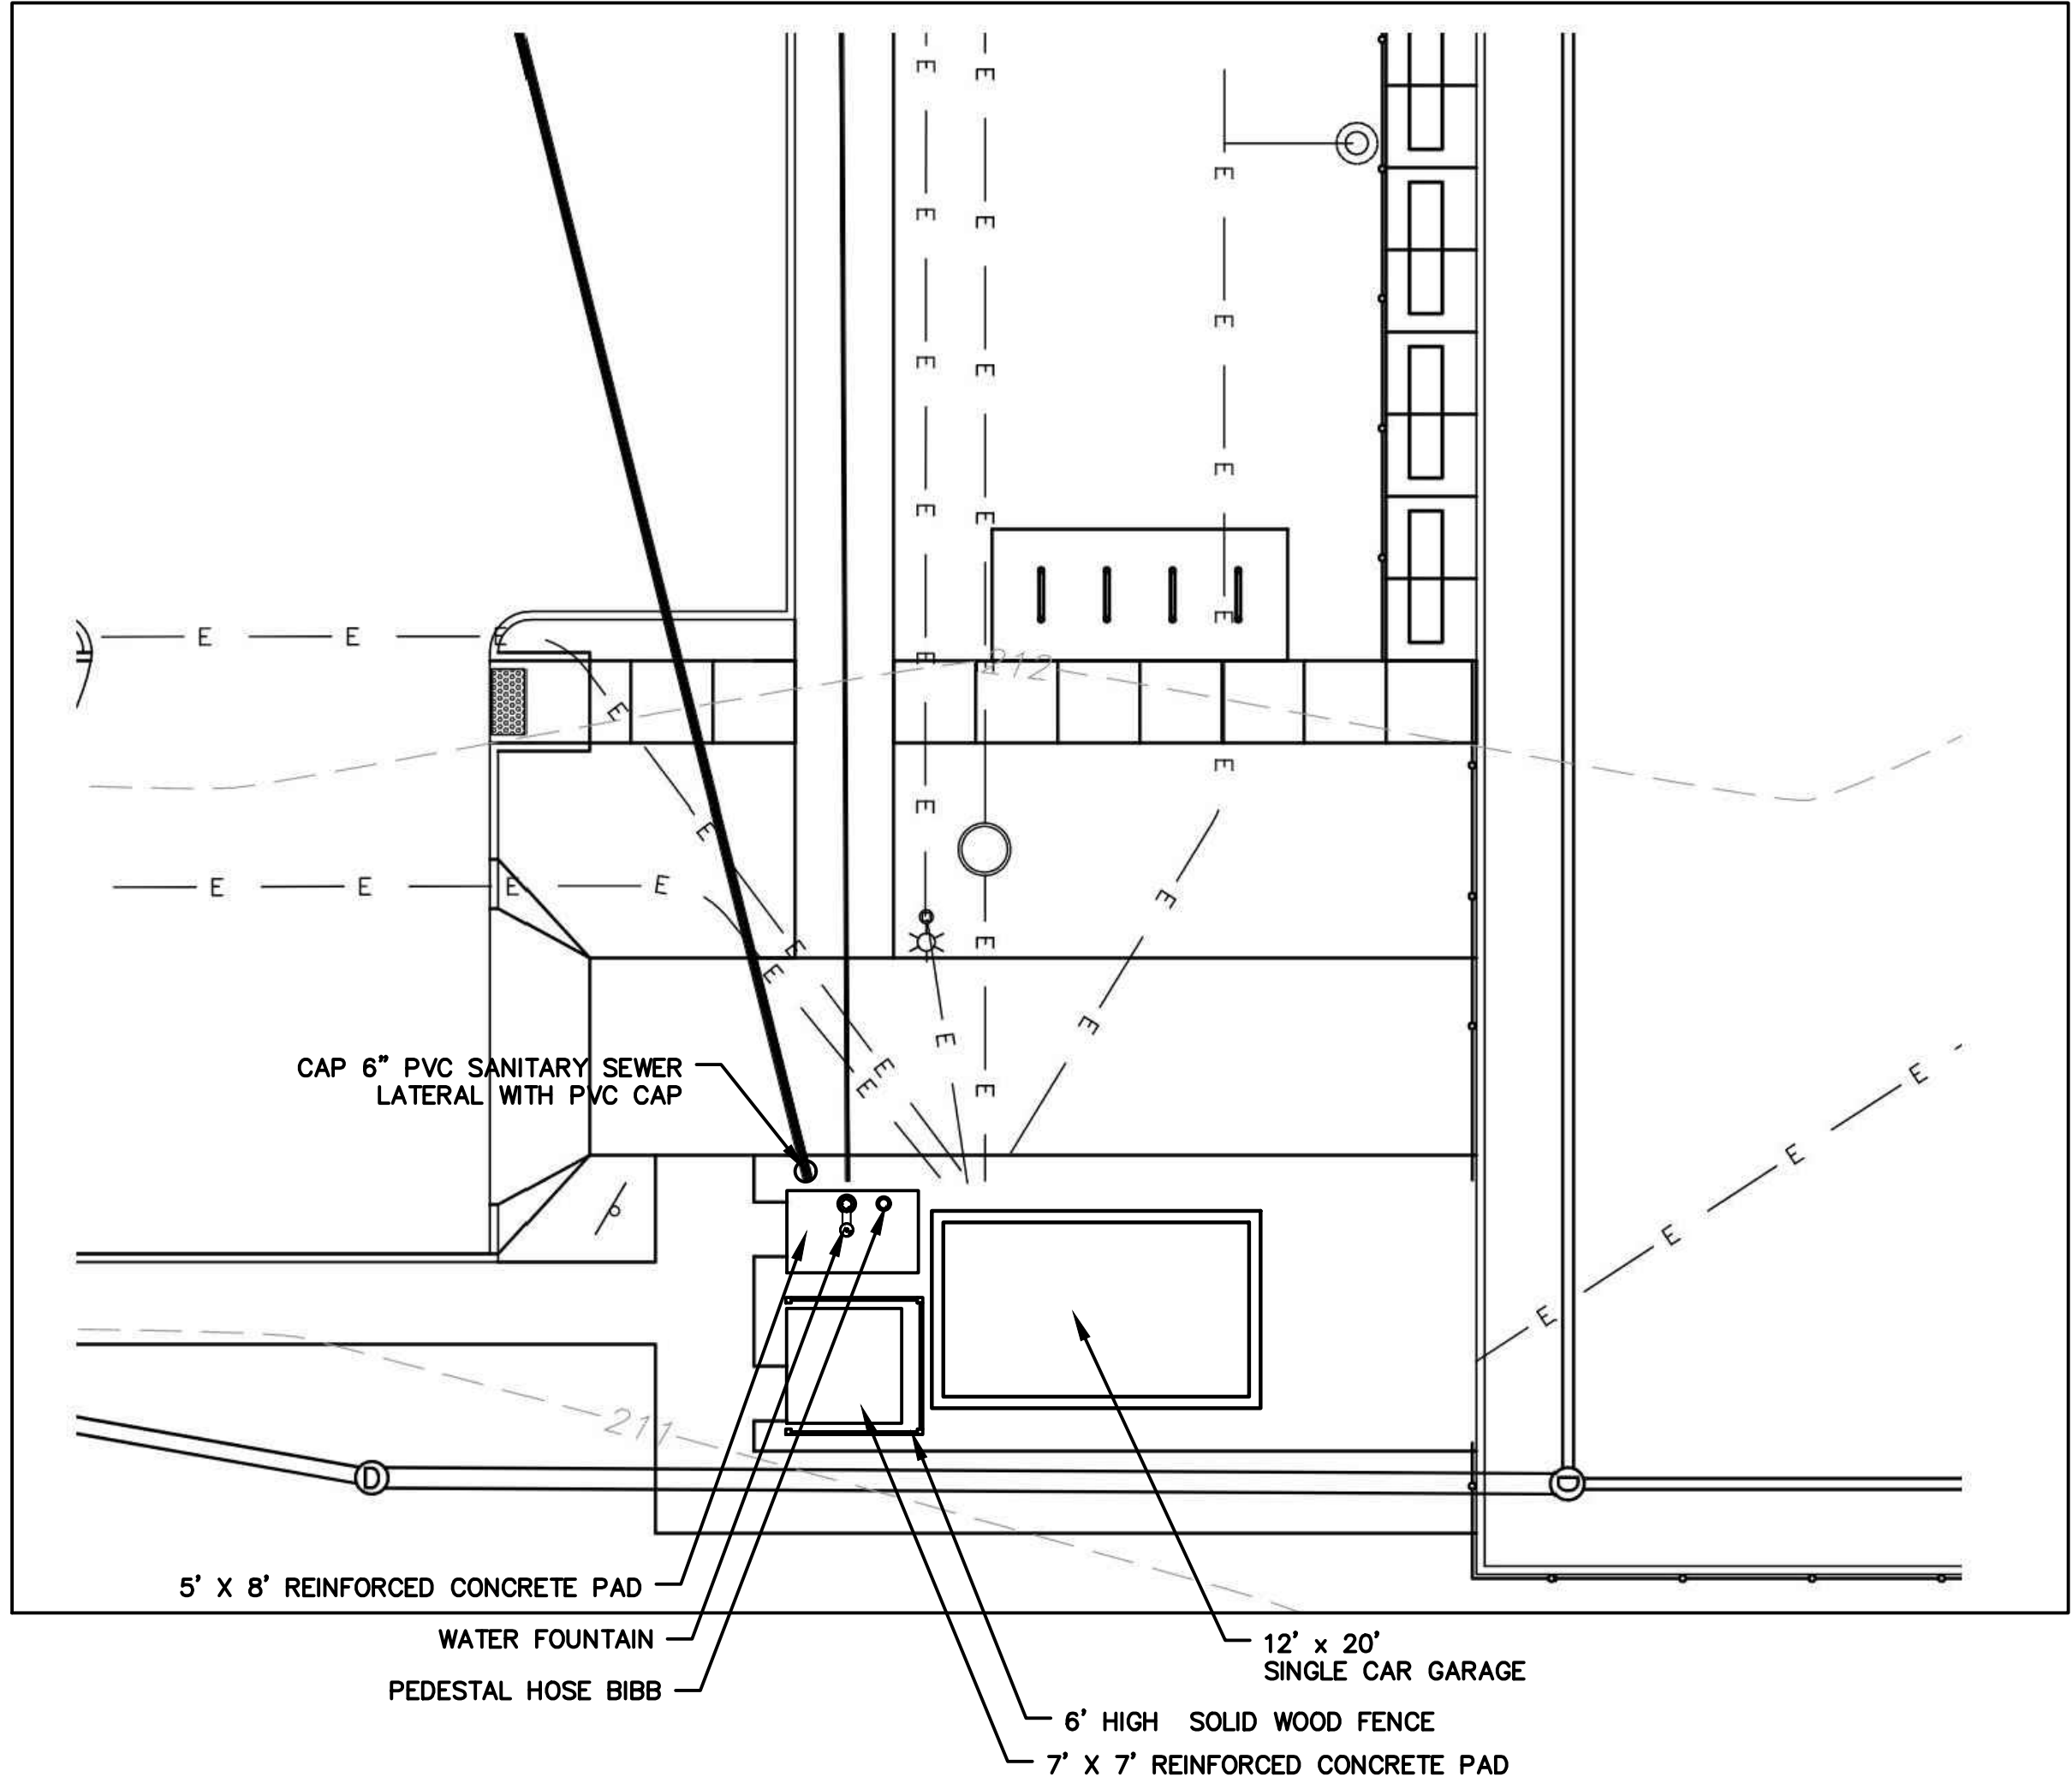 212
CAP 6" PVC SANITARY SEWER
LATERAL WITH PVC CAP
211
D
D
5' X 8' REINFORCED CONCRETE PAD
WATER FOUNTAIN
PEDESTAL HOSE BIBB
12' x 20'
SINGLE CAR GARAGE
6' HIGH SOLID WOOD FENCE
7' X 7' REINFORCED CONCRETE PAD
E E E E E E E E E E E E E E E E E E E E E E E E E E E E E E E E E E E E E E E E